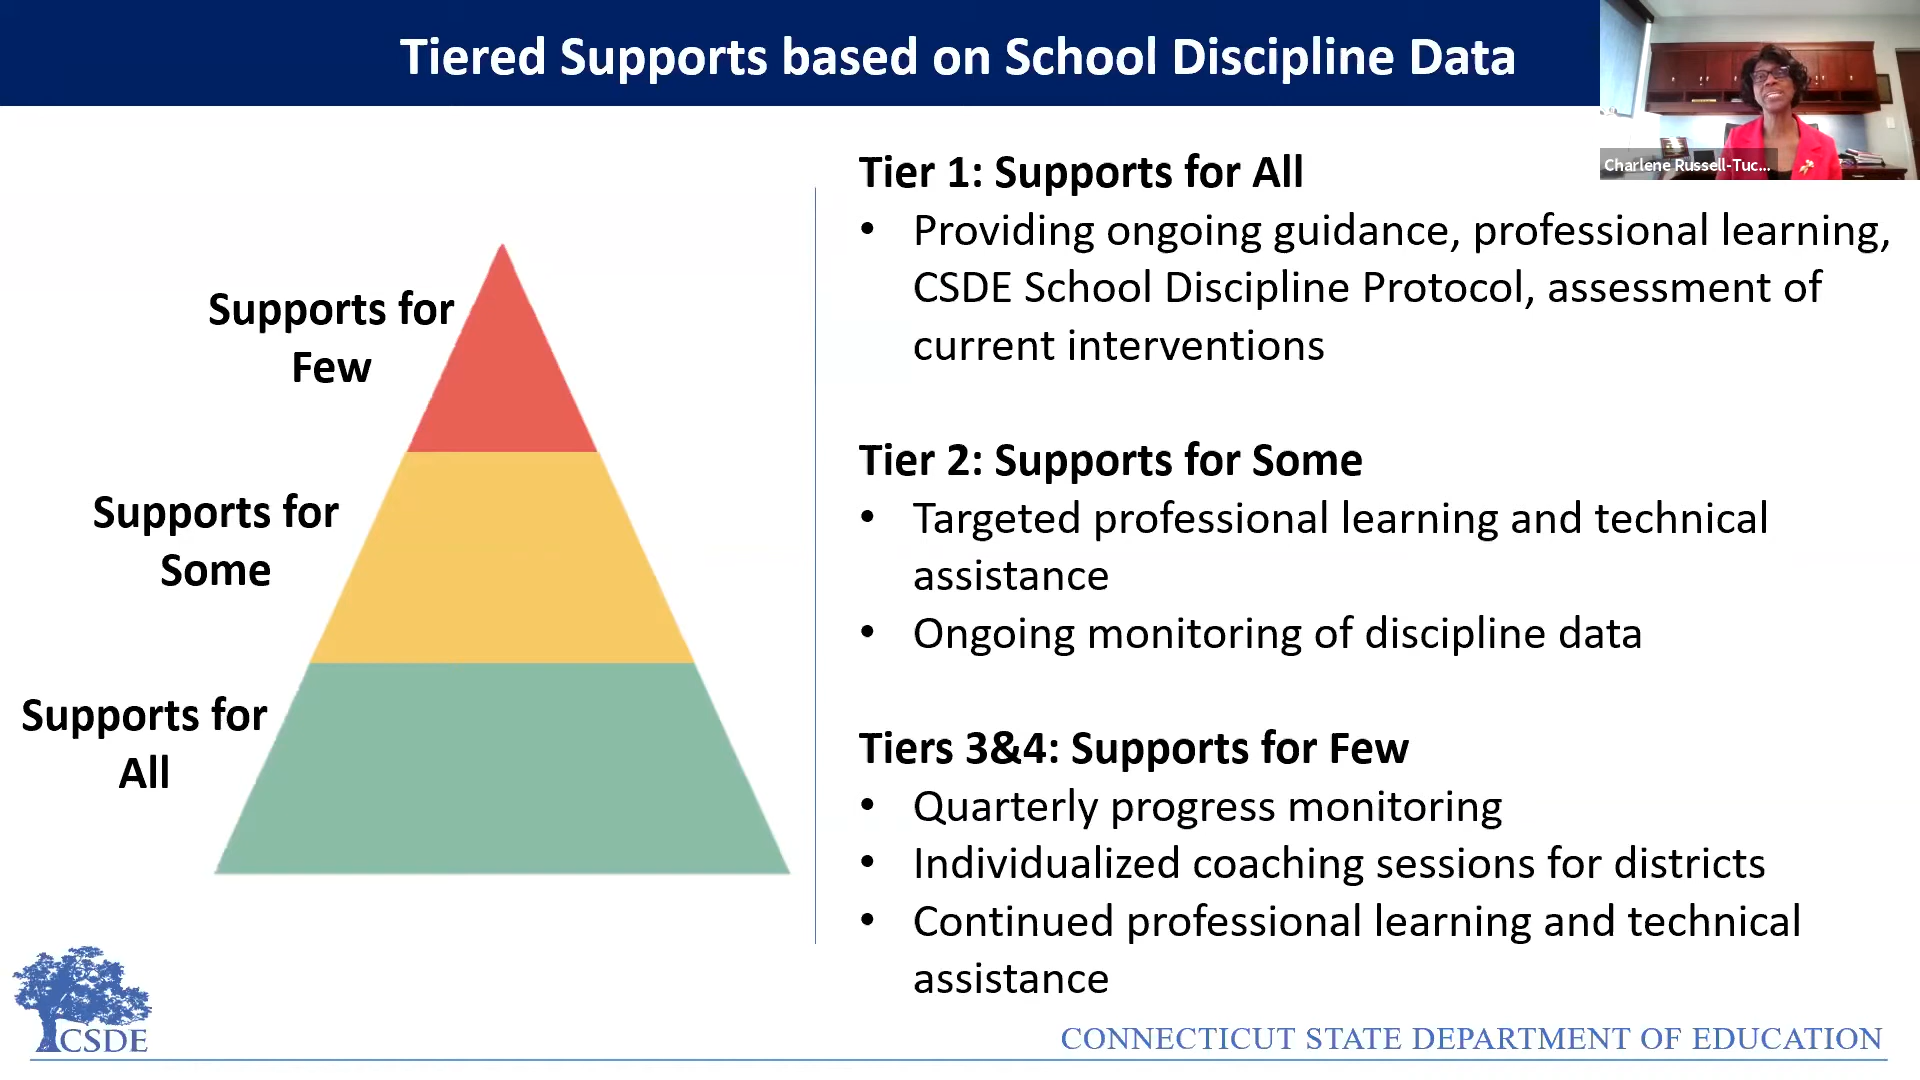 Tiered Supports based on School Discipline Data
Charlene Russell-Tuc...
Supports for
Few
Supports for
Some
Supports for
All
Tier 1: Supports for All
• Providing ongoing guidance, professional learning,
CSDE School Discipline Protocol, assessment of
current interventions
Tier 2: Supports for Some
• Targeted professional learning and technical
assistance
• Ongoing monitoring of discipline data
Tiers 3&4: Supports for Few
• Quarterly progress monitoring
• Individualized coaching sessions for districts
• Continued professional learning and technical
assistance
CSDE
CONNECTICUT STATE DEPARTMENT OF EDUCATION